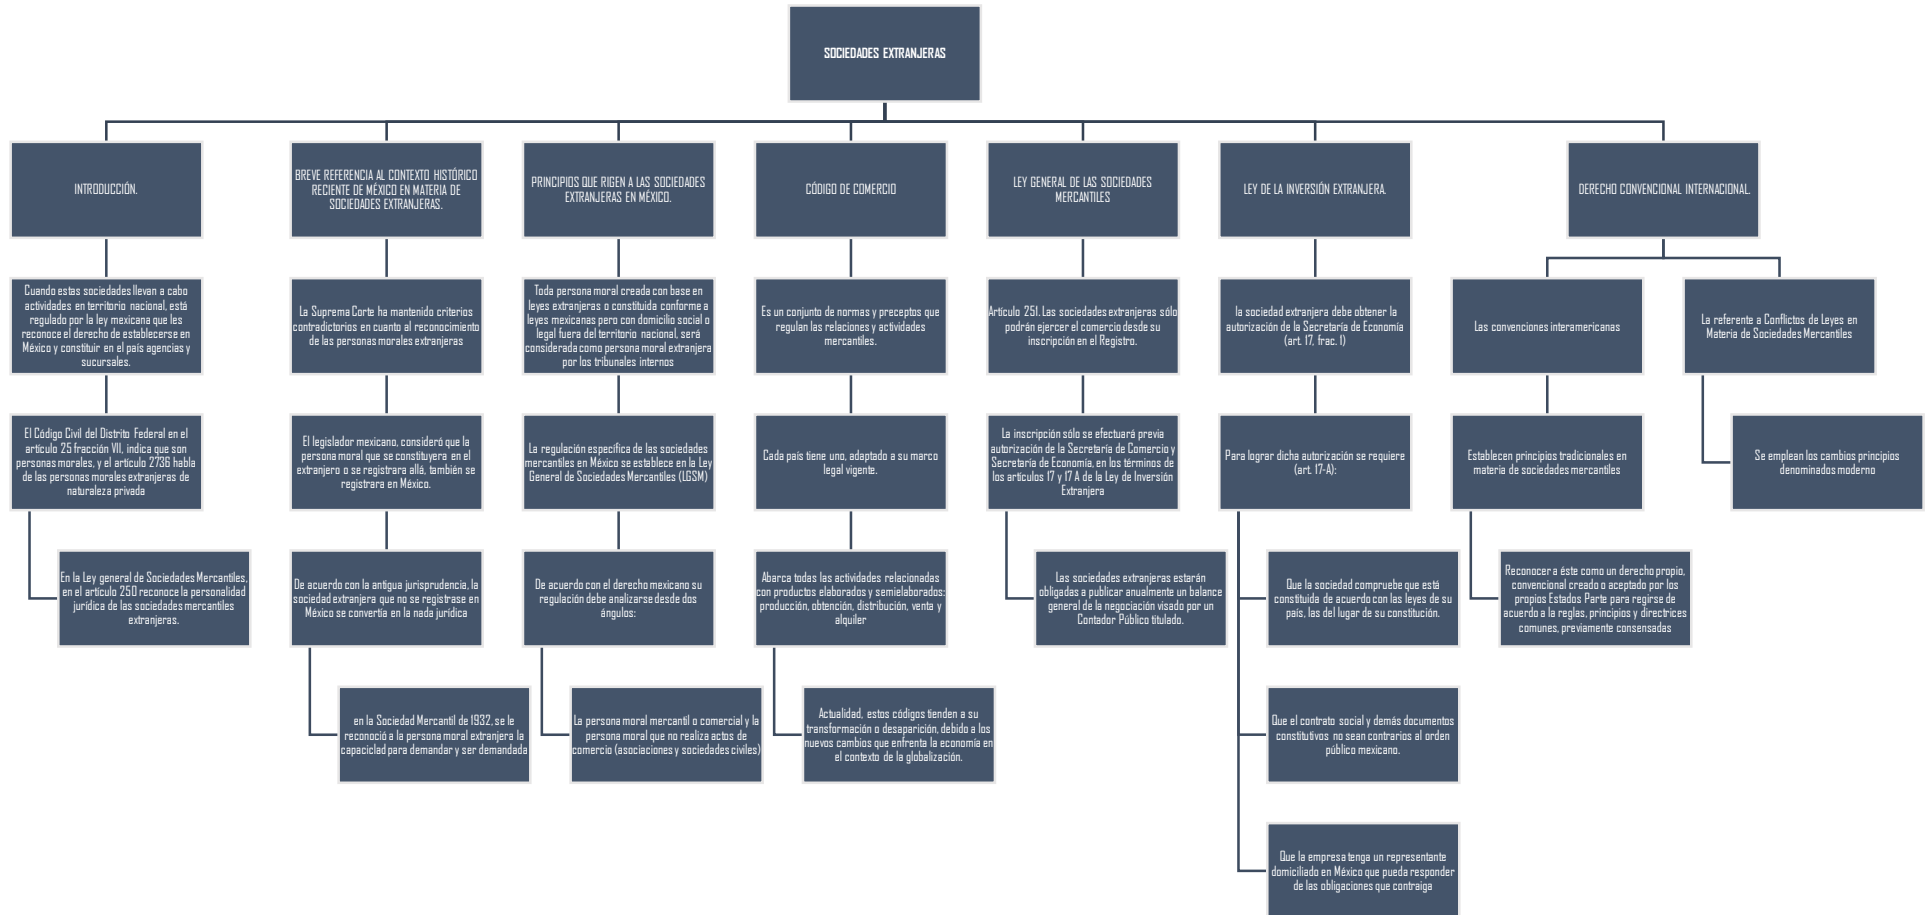 SOCIEDADES EXTRANJERAS
INTRODUCCIÓN.
Cuando estas sociedades llevan a cabo
actividades en territorio nacional, está
regulado por la ley mexicana que les
reconoce el derecho de establecerse en
México y constituir en el país agencias y
sucursales.
El Código Civil del Distrito Federal en el
artículo 25 fracción VII, indica que son
personas morales, y el artículo 2736 habla
de las personas morales extranjeras de
naturaleza privada
En la Ley general de Sociedades Mercantiles,
en el artículo 250 reconoce la personalidad
jurídica de las sociedades mercantiles
extranjeras.
BREVE REFERENCIA AL CONTEXTO HISTÓRICO
RECIENTE DE MÉXICO EN MATERIA DE
SOCIEDADES EXTRANJERAS.
La Suprema Corte ha mantenido criterios
contradictorios en cuanto al reconocimiento
de las personas morales extranjeras
El legislador mexicano, consideró que la
persona moral que se constituyera en el
extranjero o se registrara allá, también se
registrara en México.
De acuerdo con la antigua jurisprudencia, la
sociedad extranjera que no se registrase en
México se convertía en la nada jurídica
en la Sociedad Mercantil de 1932, se le
reconoció a la persona moral extranjera la
capaciclad para demandar y ser demandada
PRINCIPIOS QUE RIGEN A LAS SOCIEDADES
EXTRANJERAS EN MÉXICO.
Toda persona moral creada con base en
leyes extranjeras o constituida conforme a
leyes mexicanas pero con domicilio social o
legal fuera del territorio nacional, será
considerada como persona moral extranjera
por los tribunales internos
La regulación específica de las sociedades
mercantiles en México se establece en la Ley
General de Sociedades Mercantiles (LGSM)
De acuerdo con el derecho mexicano su
regulación debe analizarse desde dos
ángulos:
La persona moral mercantil o comercial y la
persona moral que no realiza actos de
comercio (asociaciones y sociedades civiles)
CÓDIGO DE COMERCIO
Es un conjunto de normas y preceptos que
regulan las relaciones y actividades
mercantiles.
Cada país tiene uno, adaptado a su marco
legal vigente.
Abarca todas las actividades relacionadas
con productos elaborados y semielaborados:
producción, obtención, distribución, venta y
alquiler
Actualidad, estos códigos tienden a su
transformación o desaparición, debido a los
nuevos cambios que enfrenta la economía en
el contexto de la globalización.
LEY GENERAL DE LAS SOCIEDADES
MERCANTILES
Artículo 251. Las sociedades extranjeras sólo
podrán ejercer el comercio desde su
inscripción en el Registro.
La inscripción sólo se efectuará previa
autorización de la Secretaría de Comercio y
Secretaría de Economía, en los términos de
los artículos 17 y 17 A de la Ley de Inversión
Extranjera
Las sociedades extranjeras estarán
obligadas a publicar anualmente un balance
general de la negociación visado por un
Contador Público titulado.
LEY DE LA INVERSIÓN EXTRANJERA.
la sociedad extranjera debe obtener la
autorización de la Secretaría de Economía
(art. 17, frac. I)
Para lograr dicha autorización se requiere
(art. 17-A):
Que la sociedad compruebe que está
constituida de acuerdo con las leyes de su
país, las del lugar de su constitución.
Que el contrato social y demás documentos
constitutivos no sean contrarios al orden
público mexicano.
Que la empresa tenga un representante
domiciliado en México que pueda responder
de las obligaciones que contraiga
DERECHO CONVENCIONAL INTERNACIONAL.
Las convenciones interamericanas
Establecen principios tradicionales en
materia de sociedades mercantiles
Reconocer a éste como un derecho propio,
convencional creado o aceptado por los
propios Estados Parte para regirse de
acuerdo a la reglas, principios y directrices
comunes, previamente consensadas
La referente a Conflictos de Leyes en
Materia de Sociedades Mercantiles
Se emplean los cambios principios
denominados moderno